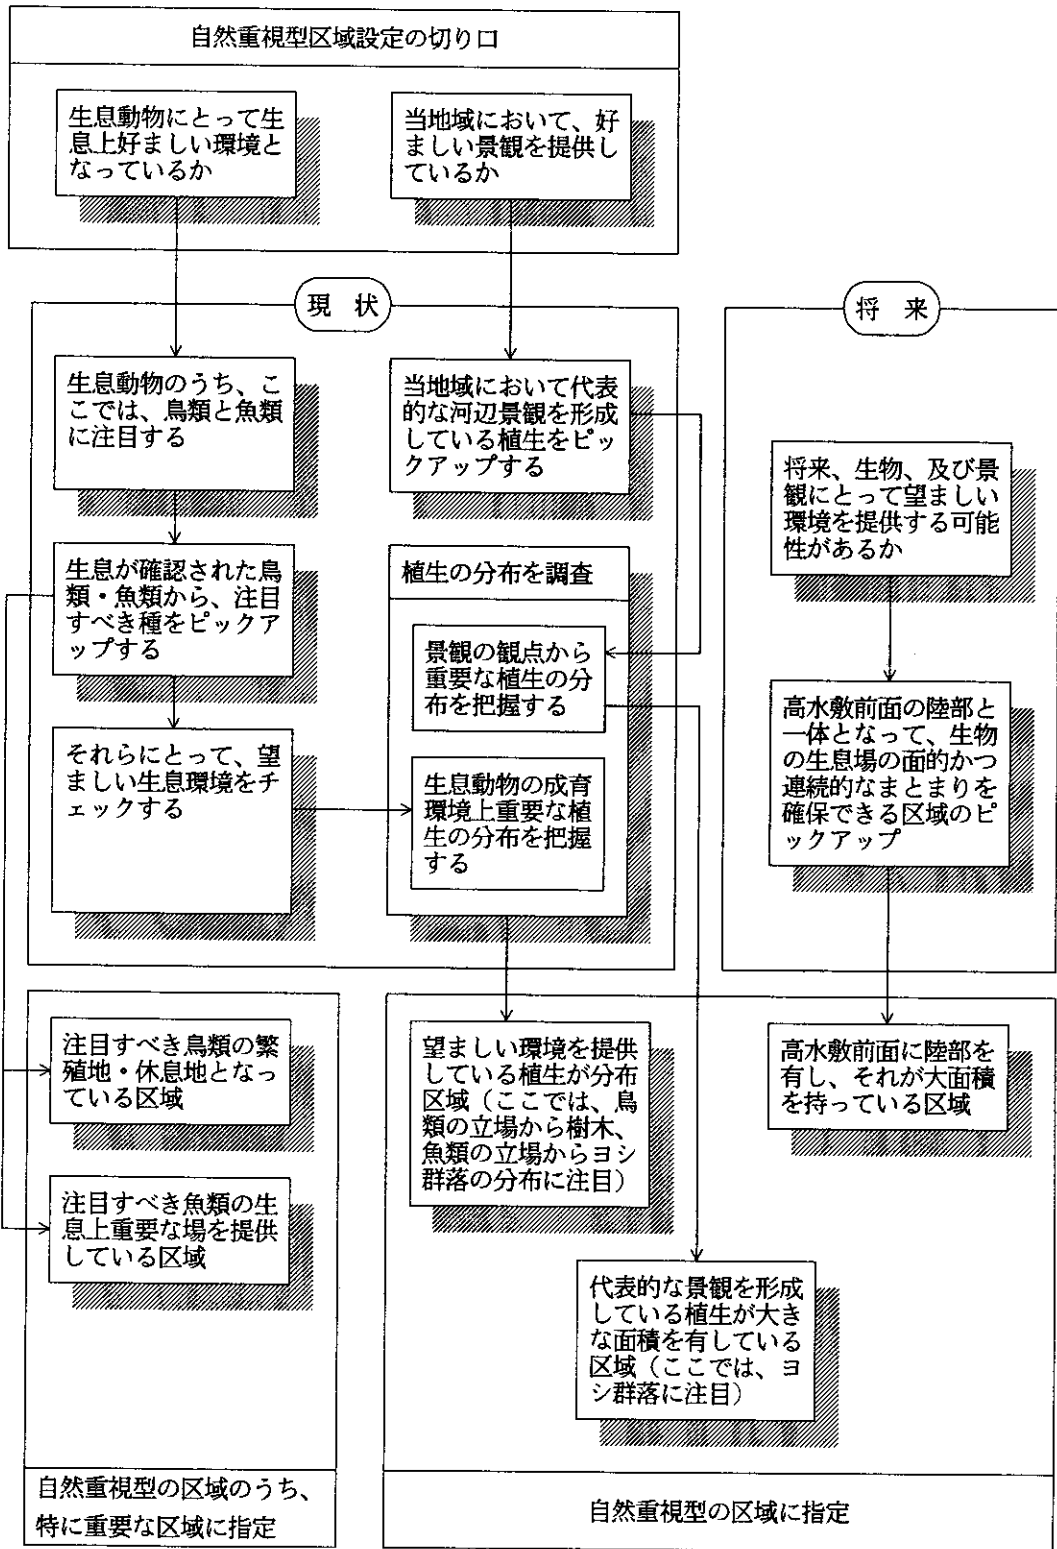 自然重視型区域設定の切り口
生息動物にとって生
息上好ましい環境と
なっているか
当地域において、好
ましい景観を提供し
ているか
現 状
生息動物のうち、こ
こでは、鳥類と魚類
に注目する
当地域において代表
的な河辺景観を形成
している植生をピッ
クアップする
生息が確認された鳥
類・魚類から、注目
すべき種をピックア
ップする
植生の分布を調査
景観の観点から
重要な植生の分
布を把握する
それらにとって、望
ましい生息環境をチ
ェックする
生息動物の成育
環境上重要な植
生の分布を把握
する
将 来
将来、生物、及び景
観にとって望ましい
環境を提供する可能
性があるか
高水敷前面の陸部と
一体となって、生物
の生息場の面的かつ
連続的なまとまりを
確保できる区域のピ
ックアップ
注目すべき鳥類の繁
殖地・休息地となっ
ている区域
注目すべき魚類の生
息上重要な場を提供
している区域
自然重視型の区域のうち、
特に重要な区域に指定
望ましい環境を提供
している植生が分布
区域(ここでは、鳥
類の立場から樹木、
魚類の立場からヨシ
群落の分布に注目)
高水敷前面に陸部を
有し、それが大面積
を持っている区域
代表的な景観を形成
している植生が大き
な面積を有している
区域(ここでは、ヨ
シ群落に注目)
自然重視型の区域に指定